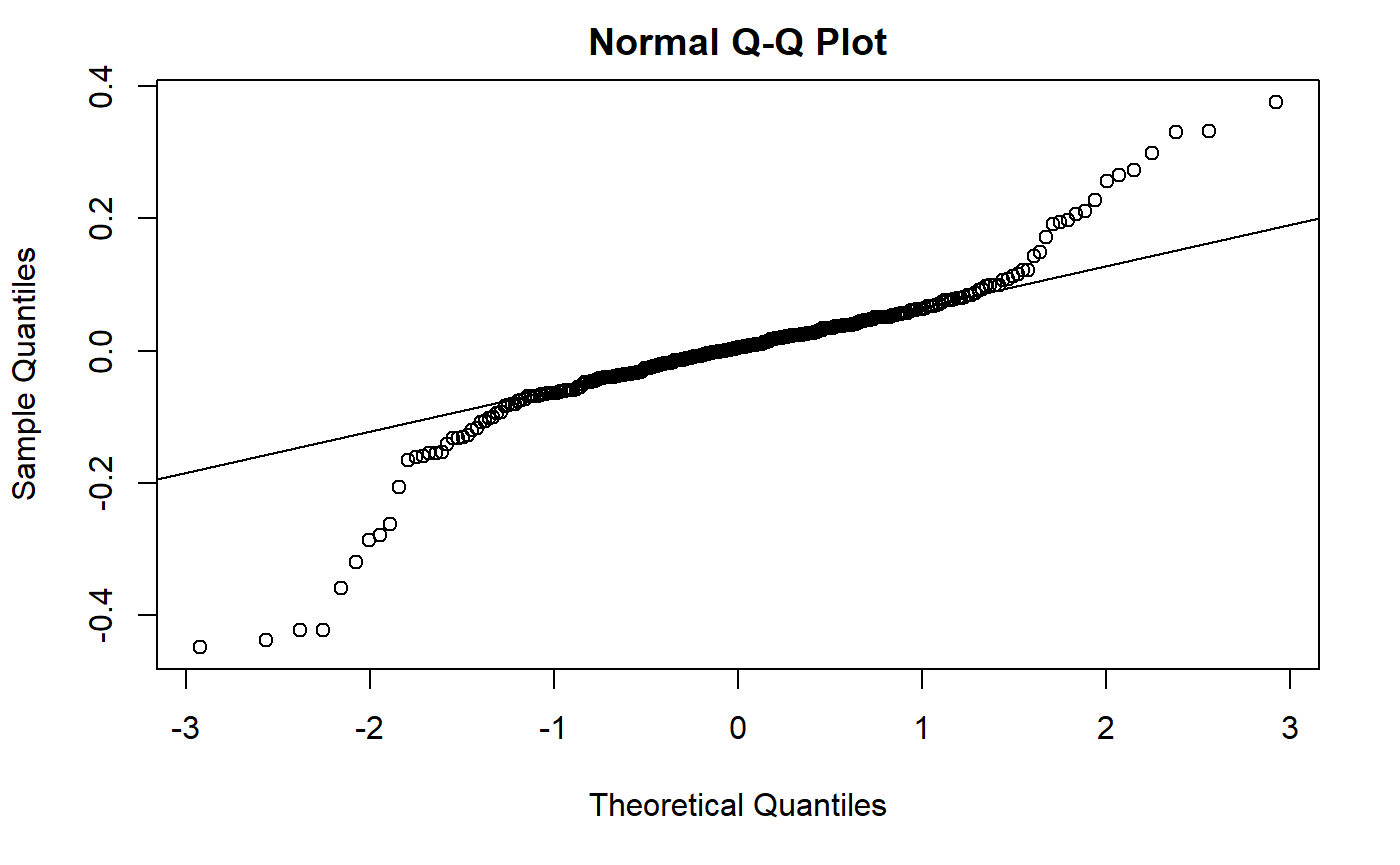 Normal Q-Q Plot
Sample Quantiles
0.4
0.2
0.0
-0.2
-0.4
-3 -2 -1 0 1 2 3
Theoretical Quantiles